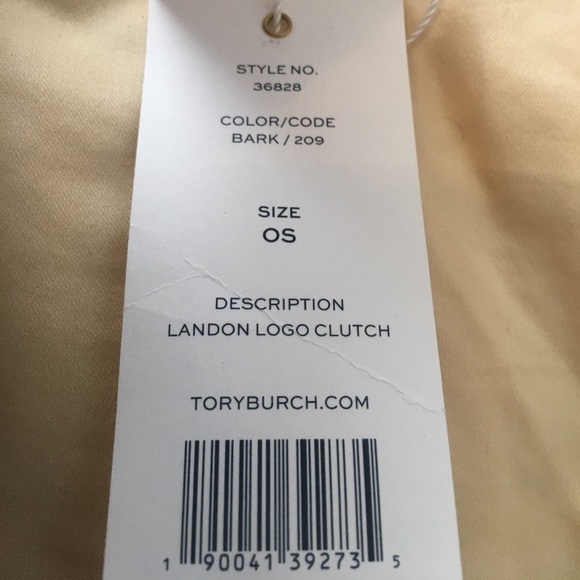 STYLE NO.
36828
COLOR/CODE
BARK / 209
SIZE
OS
DESCRIPTION
LANDON LOGO CLUTCH
TORYBURCH.COM
1 90041 39273 5